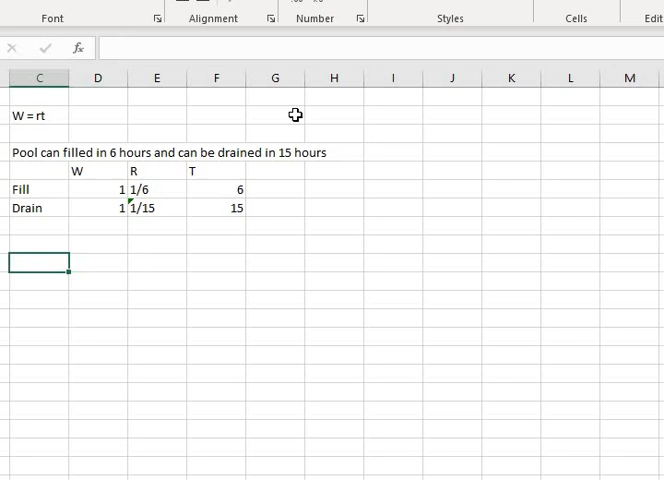 Font Alignment Number Styles Cells
fx
C D E F G H I J K L M
W = rt
Pool can filled in 6 hours and can be drained in 15 hours
W R T
Fill 1 1/6 6
Drain 1 1/15 15